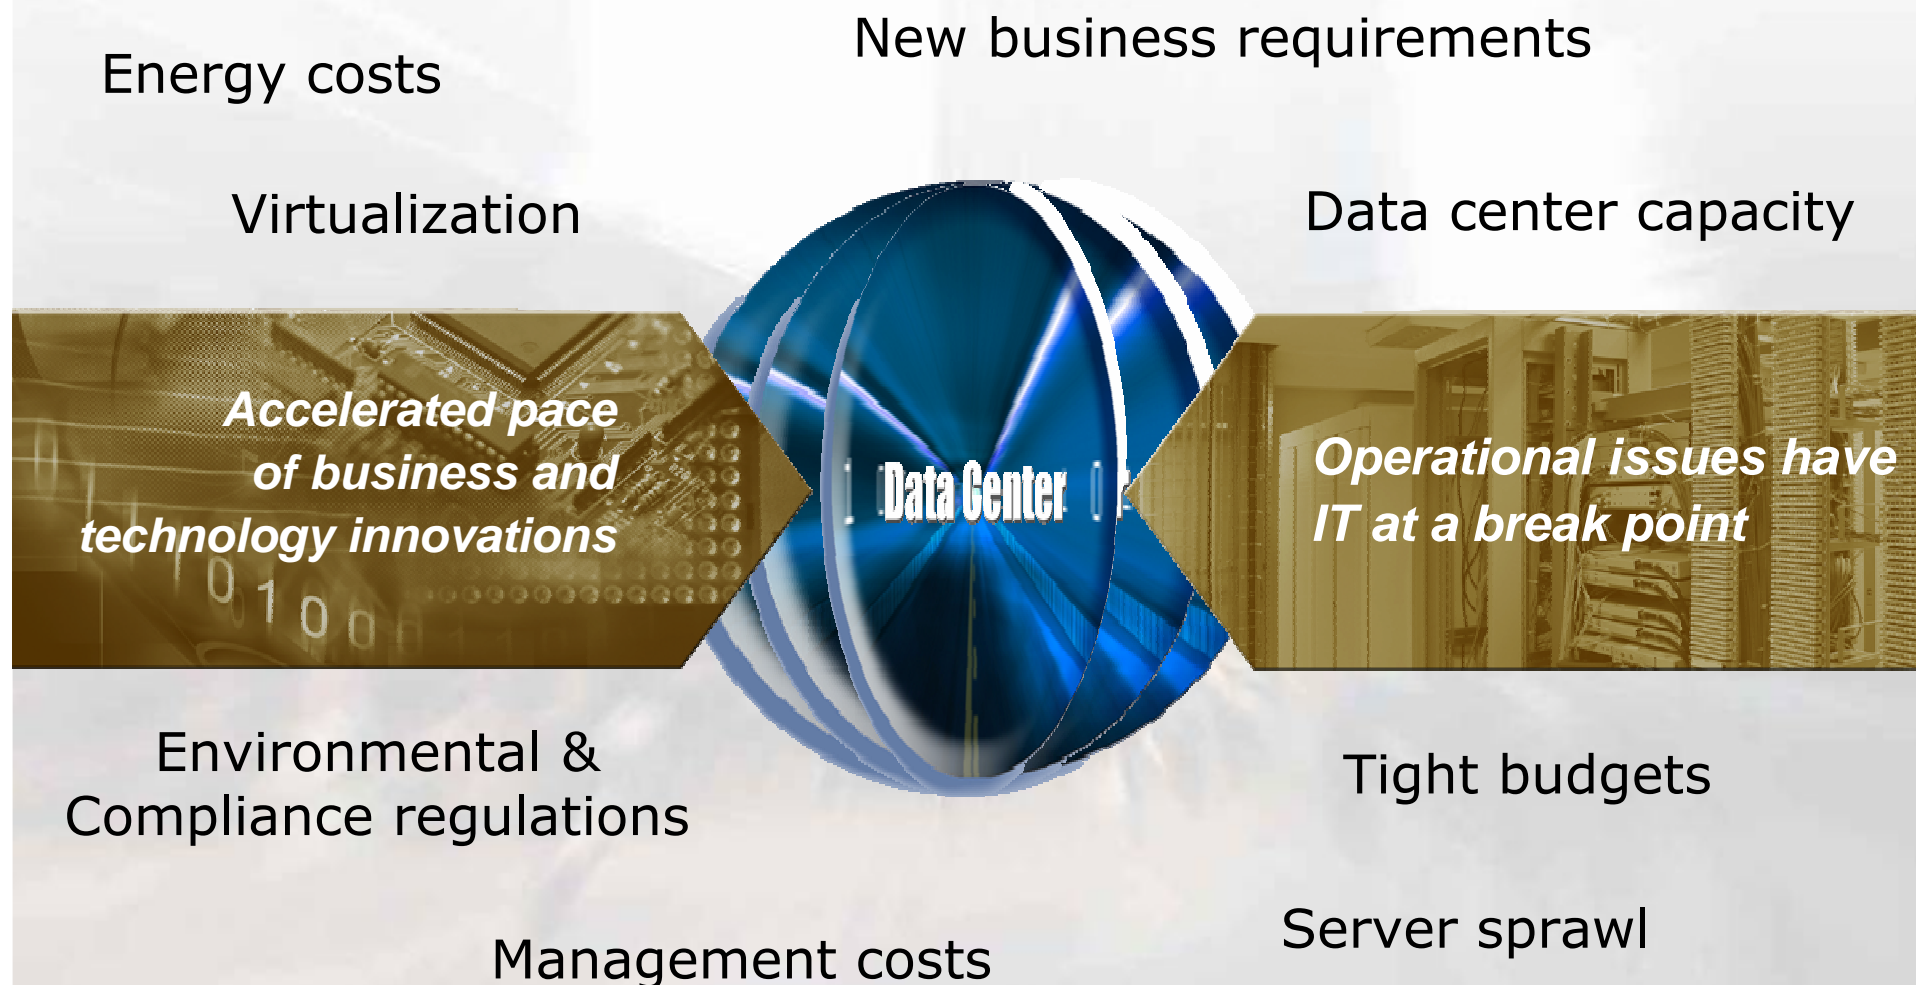 New business requirements
Energy costs
Virtualization
Data center capacity
Accelerated pace
of business and
technology innovations
Data Center
Operational issues have
IT at a break point
10100
Environmental &
Compliance regulations
Tight budgets
Server sprawl
Management costs